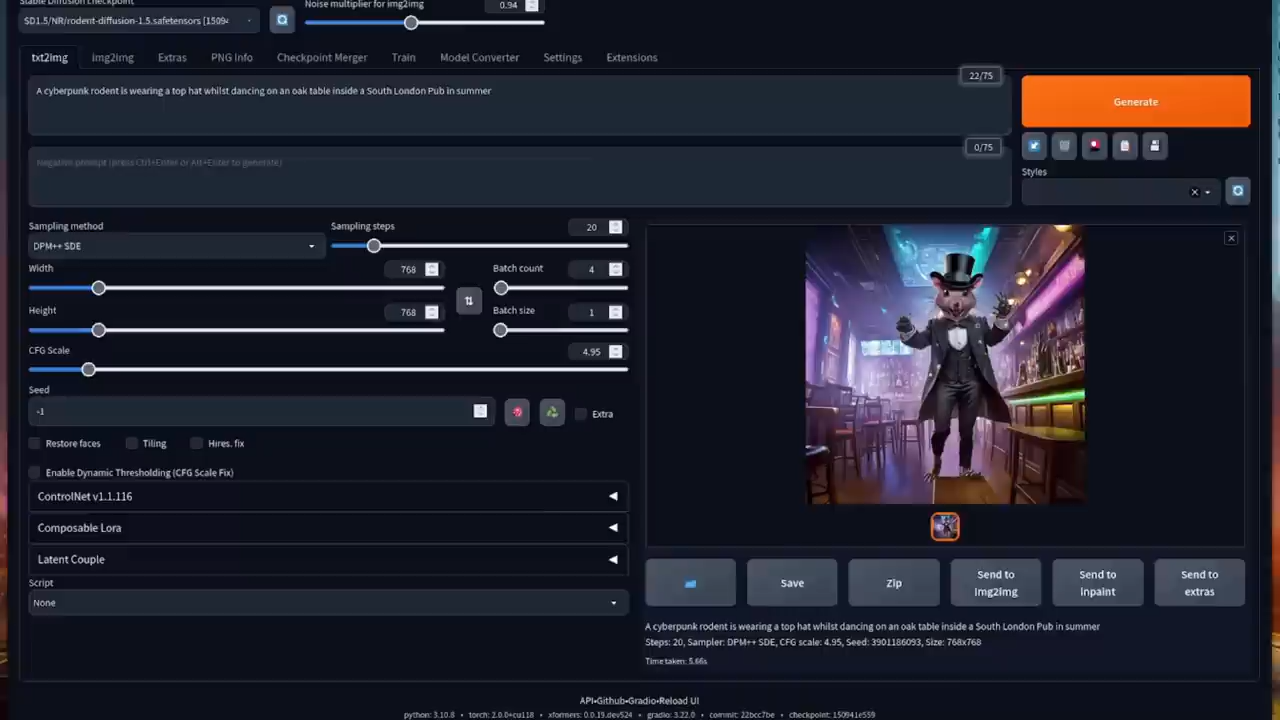 Stable Diffusion checkpoint
SD1.5/NR/rodent-diffusion-1.5.safetensors [1509
Noise multiplier for img2img
0.94
txt2img
img2img
Extras
PNG Info
Checkpoint Merger
Train
Model Converter
Settings
Extensions
22/75
A cyberpunk rodent is wearing a top hat whilst dancing on an oak table inside a South London Pub in summer
Generate
0/75
Negative prompt (press Ctrl+Enter or Alt+Enter to generate)
Styles
Sampling method
Sampling steps
20
DPM++ SDE
Width
768
Batch count
4
Height
768
Batch size
1
CFG Scale
4.95
Seed
-1
Extra
Restore faces
Tiling
Hires. fix
Enable Dynamic Thresholding (CFG Scale Fix)
ControlNet v1.1.116
Composable Lora
Latent Couple
Script
None
Save
Zip
Send to img2img
Send to inpaint
Send to extras
A cyberpunk rodent is wearing a top hat whilst dancing on an oak table inside a South London Pub in summer
Steps: 20, Sampler: DPM++ SDE, CFG scale: 4.95, Seed: 3901186093, Size: 768x768
Time taken: 5.66s
API•Github•Gradio•Reload UI
python: 3.10.8 • torch: 2.0.0+cu118 • xformers: 0.0.19.dev524 • gradio: 3.22.0 • commit: 22bcc7be • checkpoint: 150941e559